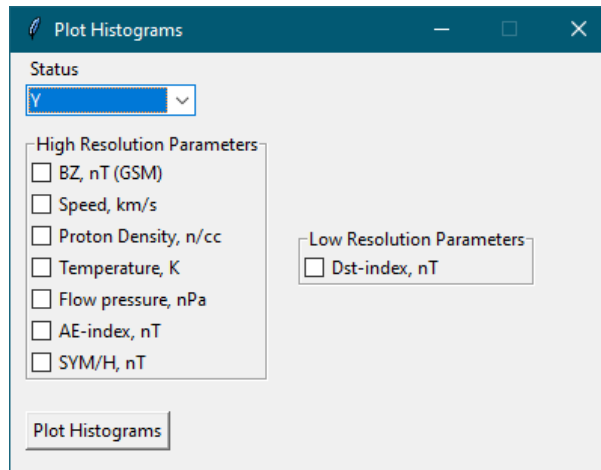 Plot Histograms
Status
Y
High Resolution Parameters
BZ, nT (GSM)
Speed, km/s
Proton Density, n/cc
Temperature, K
Flow pressure, nPa
AE-index, nT
SYM/H, nT
Low Resolution Parameters
Dst-index, nT
Plot Histograms